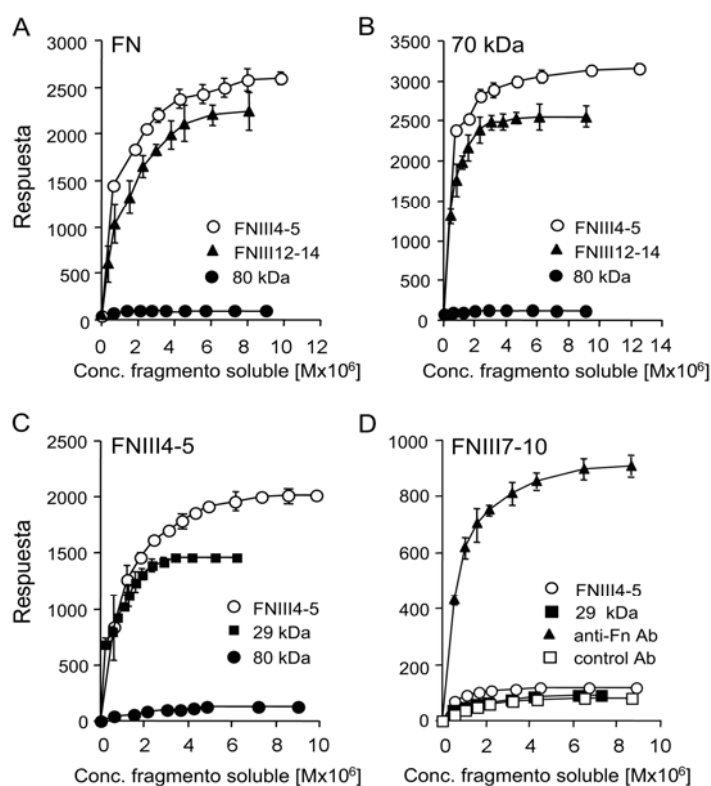 A
FN
Respuesta
3000
2500
2000
1500
1000
500
0
FNIII4-5
FNIII12-14
80 kDa
0 2 4 6 8 10 12
Conc. fragmento soluble [Mx10⁶]
B
70 kDa
3500
3000
2500
2000
1500
1000
500
0
FNIII4-5
FNIII12-14
80 kDa
0 2 4 6 8 10 12 14
Conc. fragmento soluble [Mx10⁶]
C
FNIII4-5
Respuesta
2500
2000
1500
1000
500
0
FNIII4-5
29 kDa
80 kDa
0 2 4 6 8 10
Conc. fragmento soluble [Mx10⁶]
D
FNIII7-10
1000
800
600
400
200
0
FNIII4-5
29 kDa
anti-Fn Ab
control Ab
0 2 4 6 8 10
Conc. fragmento soluble [Mx10⁶]